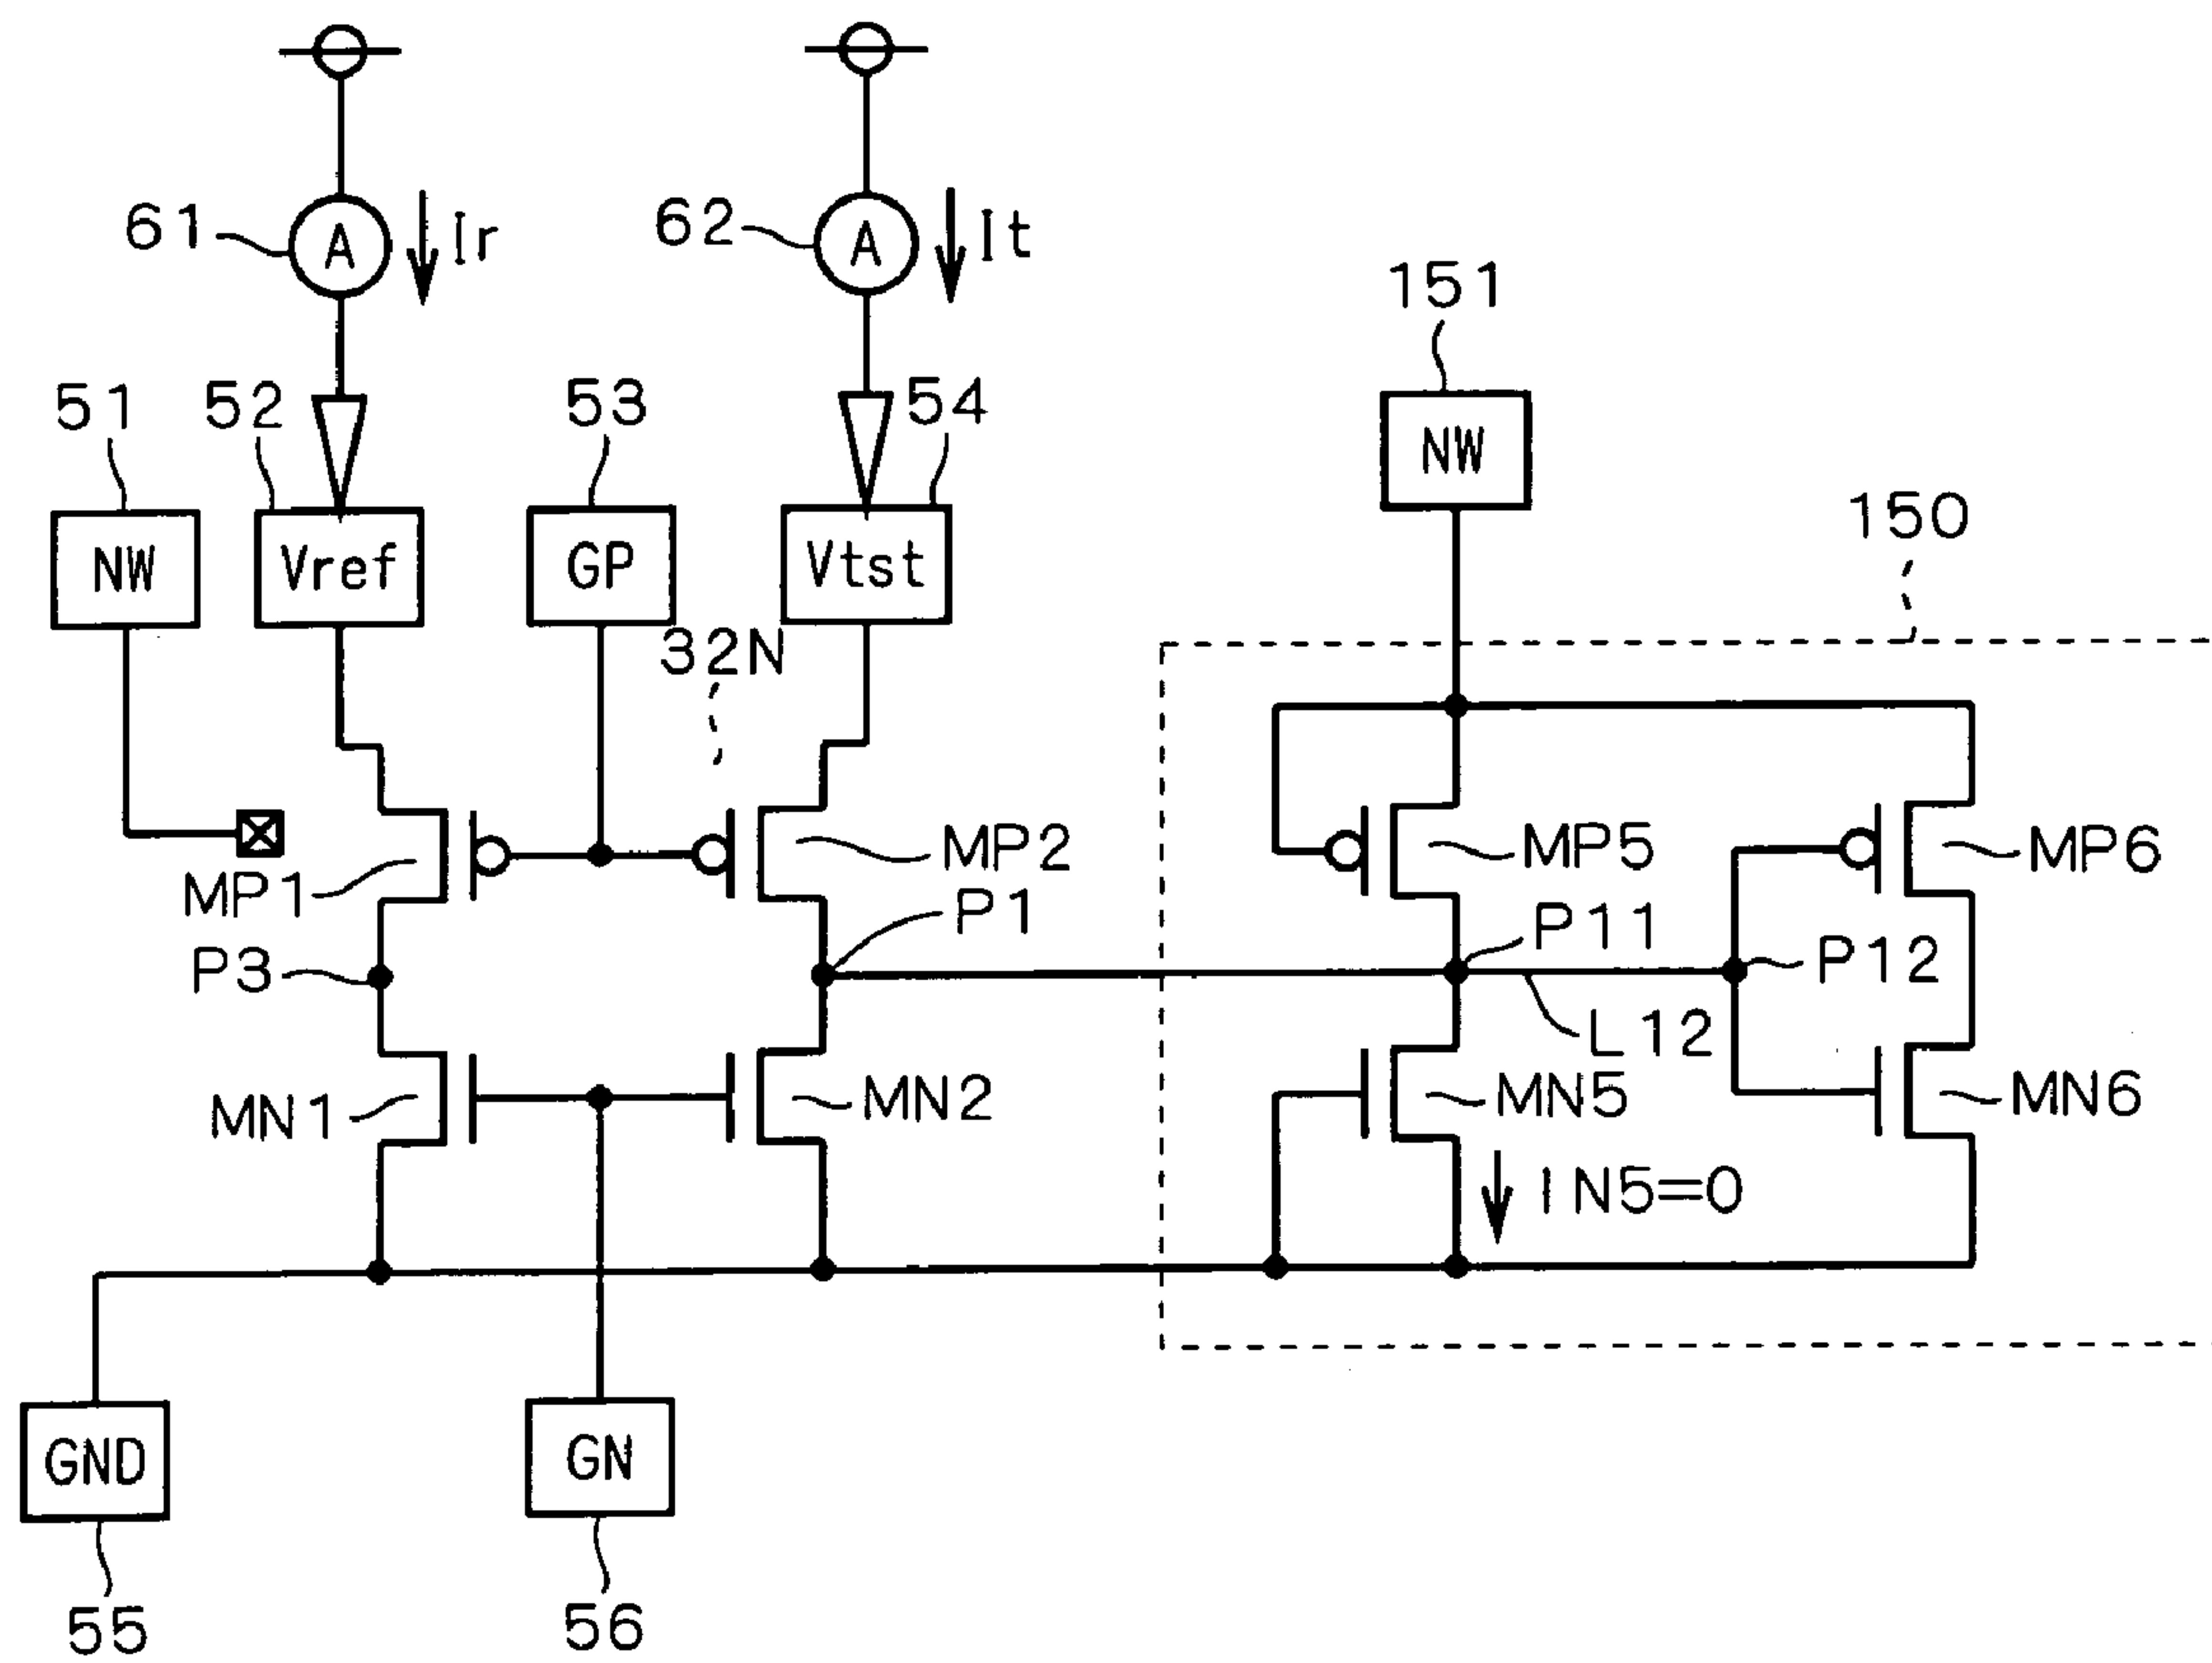 61
A
Ir
62
A
It
151
51
52
53
54
NW
150
NW
Vref
GP
Vtst
32N
MP1
MP2
MP5
MP6
P1
P11
P3
P12
L12
MN1
MN2
MN5
MN6
IN5=0
GND
GN
55
56